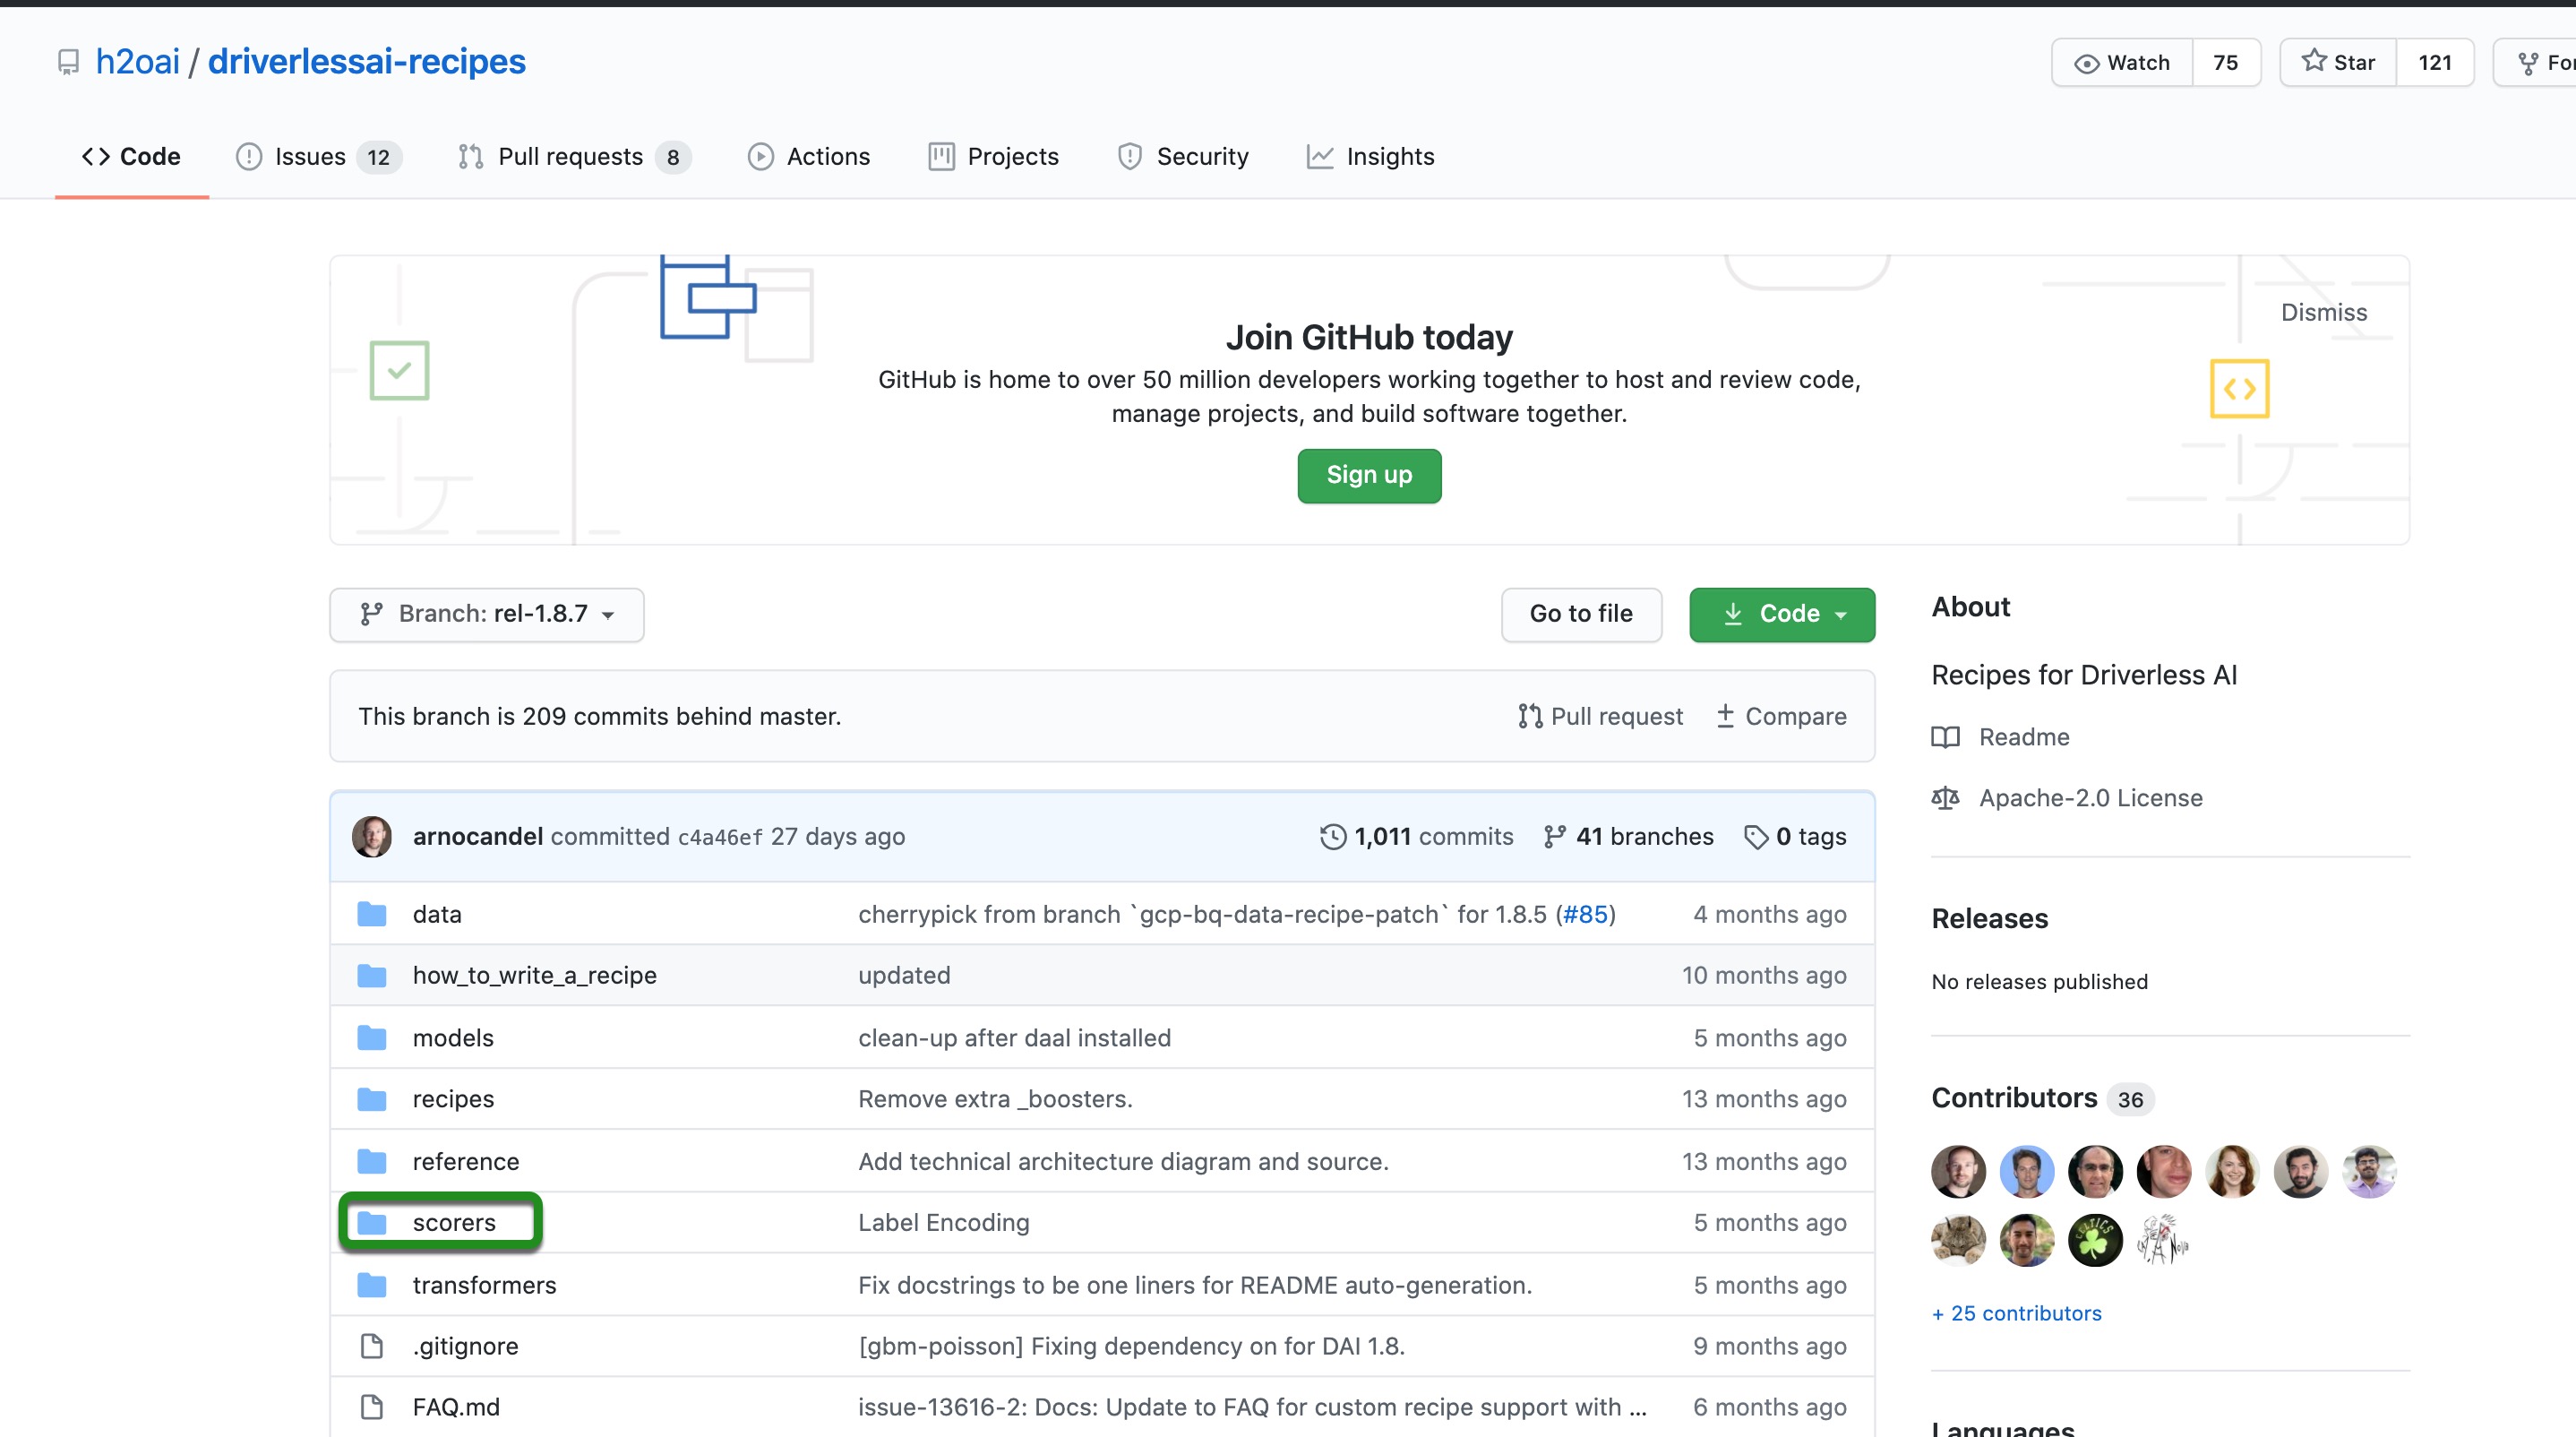 h2oai / driverlessai-recipes
Watch 75 Star 121
Code Issues 12 Pull requests 8 Actions Projects Security Insights
Dismiss
Join GitHub today
GitHub is home to over 50 million developers working together to host and review code,
manage projects, and build software together.
Sign up
Branch: rel-1.8.7 Go to file Code
This branch is 209 commits behind master. Pull request Compare
arnocandel committed c4a46ef 27 days ago 1,011 commits 41 branches 0 tags
data cherrypick from branch `gcp-bq-data-recipe-patch` for 1.8.5 (#85) 4 months ago
how_to_write_a_recipe updated 10 months ago
models clean-up after daal installed 5 months ago
recipes Remove extra _boosters. 13 months ago
reference Add technical architecture diagram and source. 13 months ago
scorers Label Encoding 5 months ago
transformers Fix docstrings to be one liners for README auto-generation. 5 months ago
.gitignore [gbm-poisson] Fixing dependency on for DAI 1.8. 9 months ago
FAQ.md issue-13616-2: Docs: Update to FAQ for custom recipe support with ... 6 months ago
About
Recipes for Driverless AI
Readme
Apache-2.0 License
Releases
No releases published
Contributors 36
CELTICS
+ 25 contributors
Languages